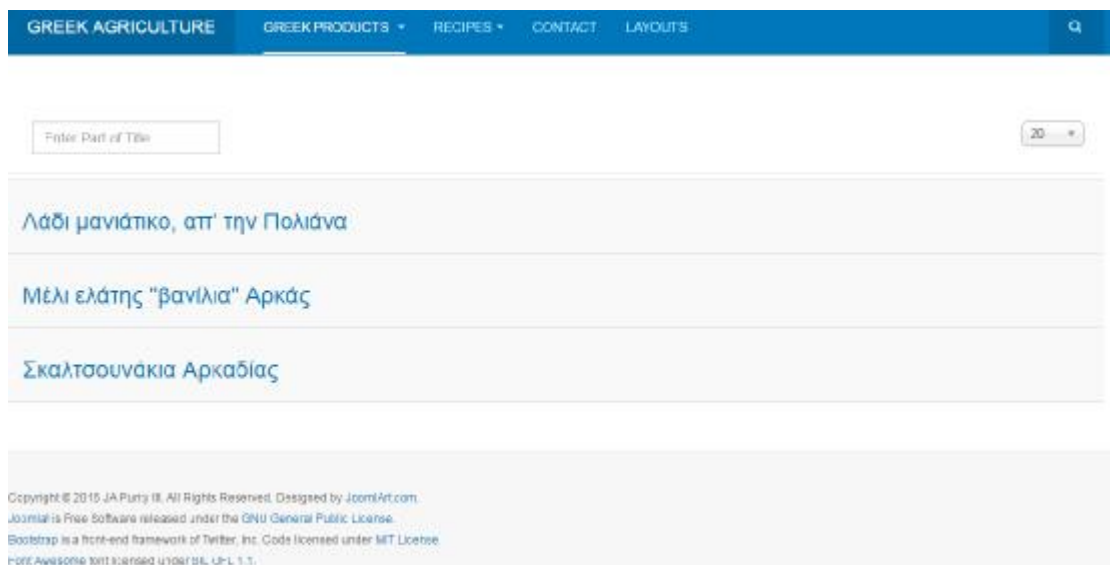 GREEK AGRICULTURE GREEK PRODUCTS RECIPES CONTACT LAYOUTS
Enter Part of Title 20
Λάδι μανιάτικο, απ' την Πολιάνα
Μέλι ελάτης "βανίλια" Αρκάς
Σκαλτσουνάκια Αρκαδίας
Copyright © 2015 JA Purity III. All Rights Reserved. Designed by JoomlArt.com.
Joomla! is Free Software released under the GNU General Public License.
Bootstrap is a front-end framework of Twitter, Inc. Code licensed under MIT License.
Font Awesome font licensed under SIL OFL 1.1.